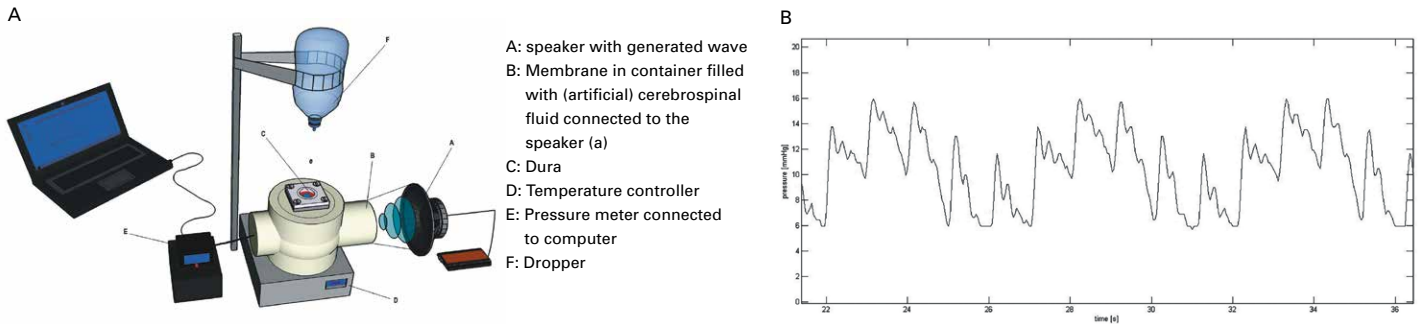 A
F
C
e
B
A
E
D
A: speaker with generated wave
B: Membrane in container filled
with (artificial) cerebrospinal
fluid connected to the
speaker (a)
C: Dura
D: Temperature controller
E: Pressure meter connected
to computer
F: Dropper
B
20
18
16
14
12
10
8
6
4
2
0
pressure [mmHg]
22 24 26 28 30 32 34 36
time [s]